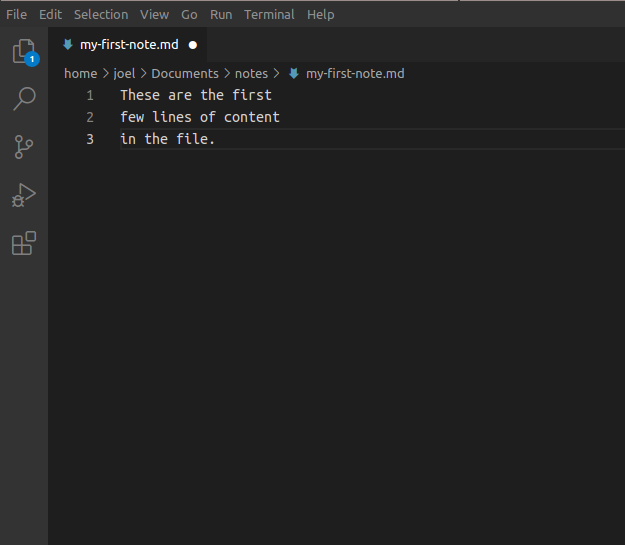 File Edit Selection View Go Run Terminal Help
my-first-note.md
1
home > joel > Documents > notes > my-first-note.md
1 These are the first
2 few lines of content
3 in the file.